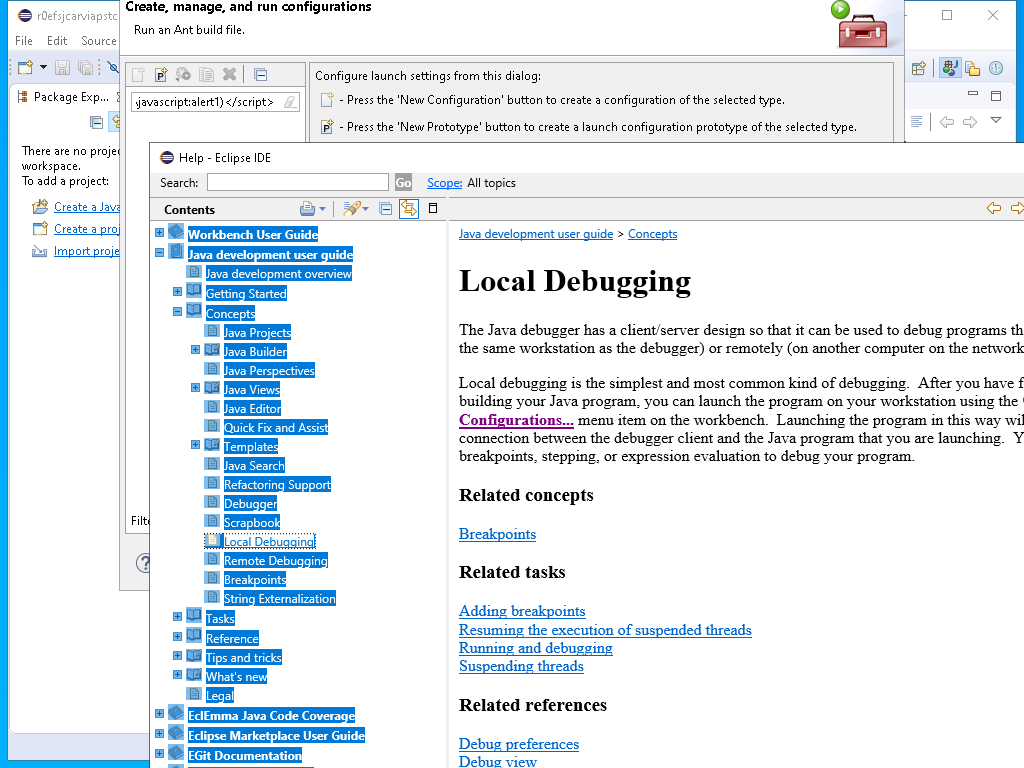 Create, manage, and run configurations
r0efsjcarviapstc
Run an Ant build file.
File Edit Source
Package Exp...
Configure launch settings from this dialog:
javascript:alert1)</script>
- Press the 'New Configuration' button to create a configuration of the selected type.
- Press the 'New Prototype' button to create a launch configuration prototype of the selected type.
There are no
workspace.
To add a project:
Create a Java
Create a
Import
Help - Eclipse IDE
Search:
Go
Scope: All topics
Contents
Workbench User Guide
Java development user guide
Java development overview
Getting Started
Concepts
Java Projects
Java Builder
Java Perspectives
Java Views
Java Editor
Quick Fix and Assist
Templates
Java Search
Refactoring Support
Debugger
Scrapbook
Local Debugging
Remote Debugging
Breakpoints
String Externalization
Tasks
Reference
Tips and tricks
What's new
Legal
EclEmma Java Code Coverage
Eclipse Marketplace User Guide
EGit Documentation
Java development user guide > Concepts
Local Debugging
The Java debugger has a client/server design so that it can be used to debug programs
the same workstation as the debugger) or remotely (on another computer on the network
Local debugging is the simplest and most common kind of debugging. After you have
building your Java program, you can launch the program on your workstation using the
Configurations... menu item on the workbench. Launching the program in this way will
connection between the debugger client and the Java program that you are launching.
breakpoints, stepping, or expression evaluation to debug your program.
Related concepts
Breakpoints
Related tasks
Adding breakpoints
Resuming the execution of suspended threads
Running and debugging
Suspending threads
Related references
Debug preferences
Debug view